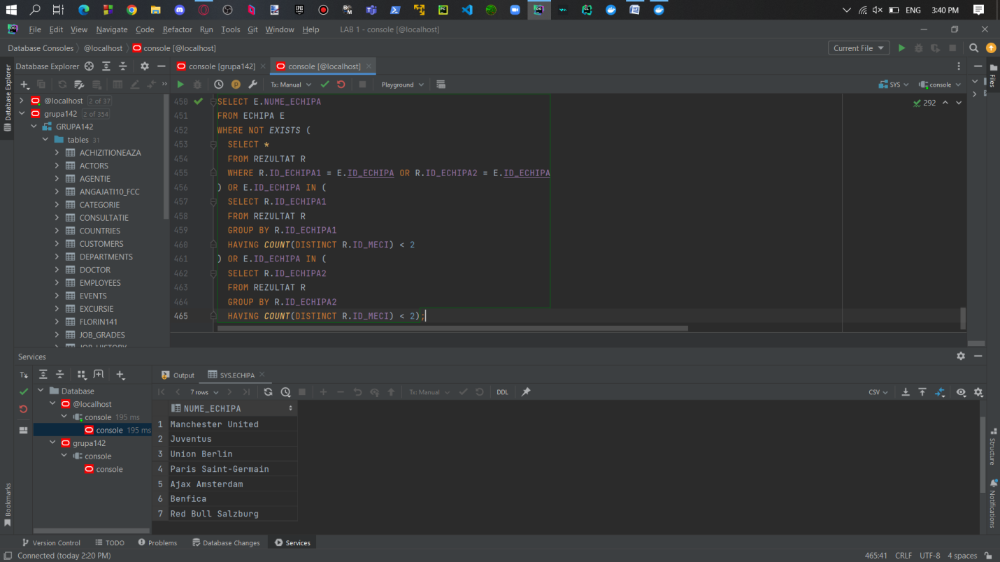 ENG 3:40 PM
File Edit View Navigate Code Refactor Run Tools Git Window Help LAB 1 - console [@localhost]
Database Consoles @localhost console [@localhost] Current File
Database Explorer console [grupa142] console [@localhost]
Tx: Manual Playground SYS console
@localhost 2 of 37
grupa142 2 of 354
GRUPA142
tables 31
ACHIZITIONEAZA
ACTORS
AGENTIE
ANGAJATI10_FCC
CATEGORIE
CONSULTATIE
COUNTRIES
CUSTOMERS
DEPARTMENTS
DOCTOR
EMPLOYEES
EVENTS
EXCURSIE
FLORIN141
JOB_GRADES
JOB_HISTORY
292
450 SELECT E.NUME_ECHIPA
451 FROM ECHIPA E
452 WHERE NOT EXISTS (
453 SELECT *
454 FROM REZULTAT R
455 WHERE R.ID_ECHIPA1 = E.ID_ECHIPA OR R.ID_ECHIPA2 = E.ID_ECHIPA
456 ) OR E.ID_ECHIPA IN (
457 SELECT R.ID_ECHIPA1
458 FROM REZULTAT R
459 GROUP BY R.ID_ECHIPA1
460 HAVING COUNT(DISTINCT R.ID_MECI) < 2
461 ) OR E.ID_ECHIPA IN (
462 SELECT R.ID_ECHIPA2
463 FROM REZULTAT R
464 GROUP BY R.ID_ECHIPA2
465 HAVING COUNT(DISTINCT R.ID_MECI) < 2);
Database Explorer
Bookmarks
Files
Structure
Notifications
Services
Tx
Database
@localhost
console 195 ms
console 195 ms
grupa142
console
console
Output SYS.ECHIPA
7 rows Tx: Manual DDL CSV
NUME_ECHIPA
1 Manchester United
2 Juventus
3 Union Berlin
4 Paris Saint-Germain
5 Ajax Amsterdam
6 Benfica
7 Red Bull Salzburg
Version Control TODO Problems Database Changes Services
Connected (today 2:20 PM) 465:41 CRLF UTF-8 4 spaces